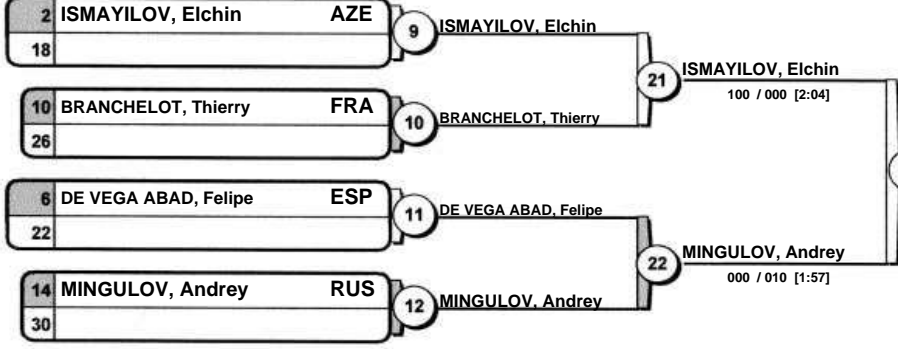 2 ISMAYILOV, Elchin AZE
18
9
ISMAYILOV, Elchin
10 BRANCHELOT, Thierry FRA
26
10
BRANCHELOT, Thierry
21
ISMAYILOV, Elchin
100 / 000 [2:04]
6 DE VEGA ABAD, Felipe ESP
22
11
DE VEGA ABAD, Felipe
14 MINGULOV, Andrey RUS
30
12
MINGULOV, Andrey
22
MINGULOV, Andrey
000 / 010 [1:57]